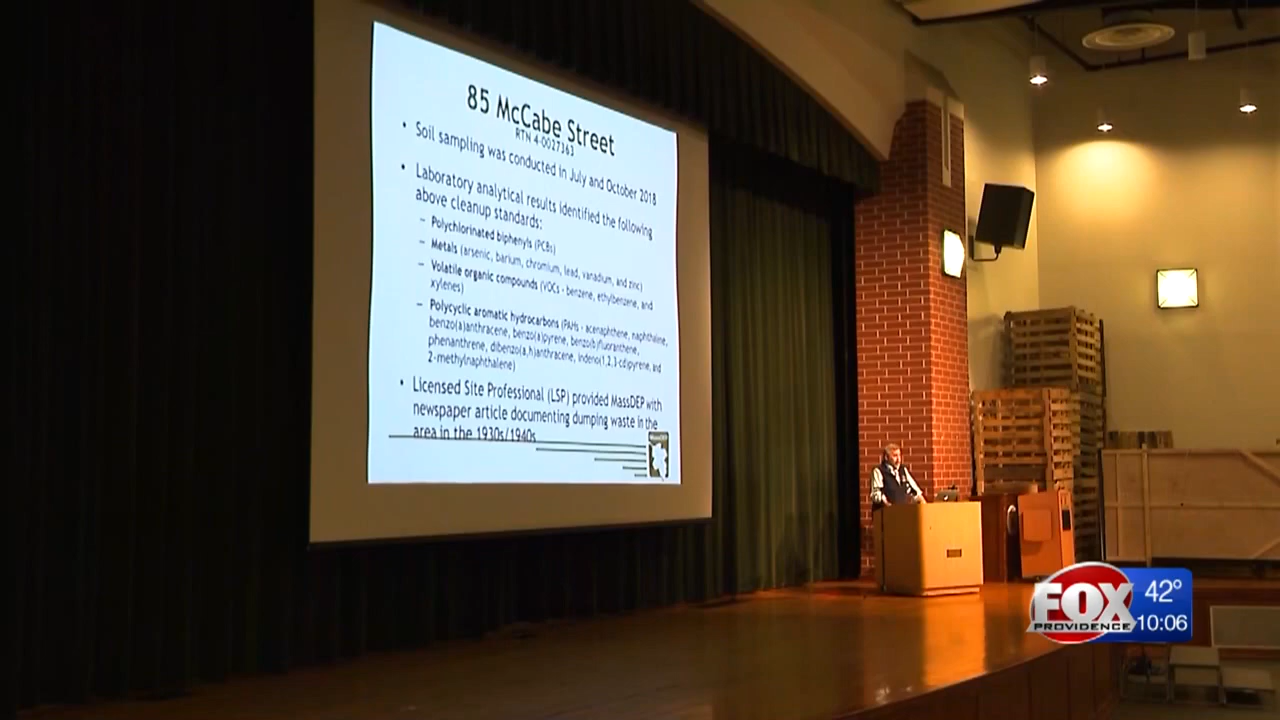 85 McCabe Street
RTN 4-0027363
• Soil sampling was conducted in July and October 2018
• Laboratory analytical results identified the following
above cleanup standards:
– Polychlorinated biphenyls (PCBs)
– Metals (arsenic, barium, chromium, lead, vanadium, and zinc)
– Volatile organic compounds (VOCs - benzene, ethylbenzene, and
xylenes)
– Polycyclic aromatic hydrocarbons (PAHs - acenaphthene, naphthaline,
benzo(a)anthracene, benzo(a)pyrene, benzo(b)fluoranthene,
phenanthrene, dibenzo(a,h)anthracene, indeno(1,2,3-cd)pyrene, and
2-methylnaphthalene)
• Licensed Site Professional (LSP) provided MassDEP with
newspaper article documenting dumping waste in the
area in the 1930s/1940s
FOX 42°
PROVIDENCE 10:06